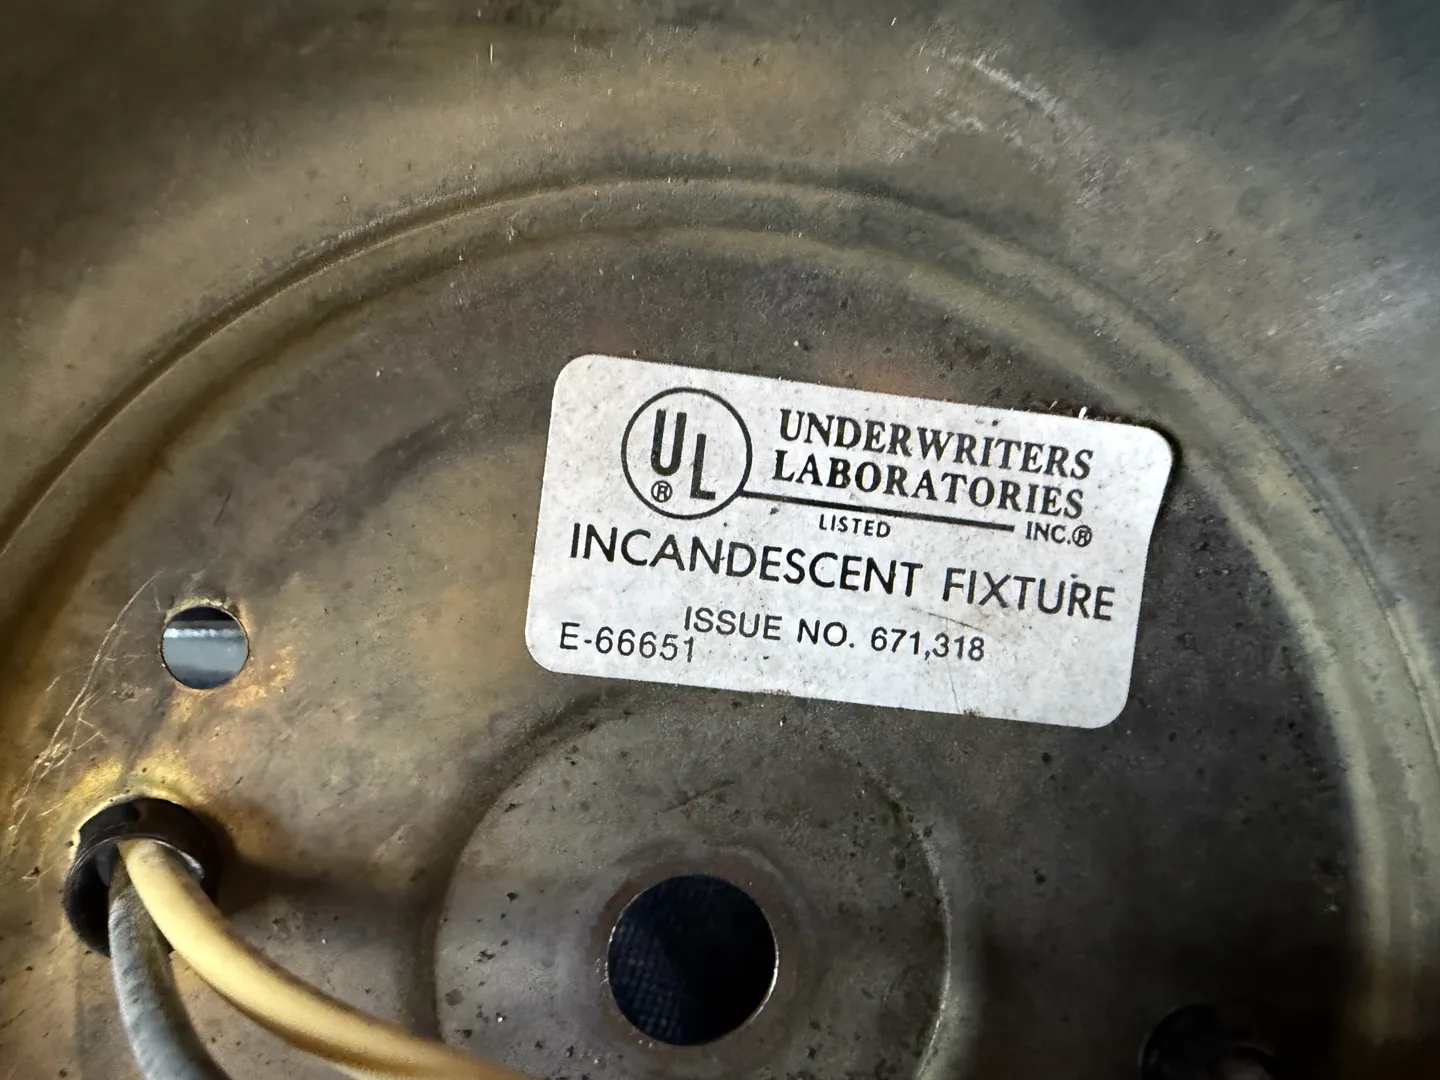 UL®
UNDERWRITERS
LABORATORIES
LISTED INC.®
INCANDESCENT FIXTURE
ISSUE NO. 671,318
E-66651